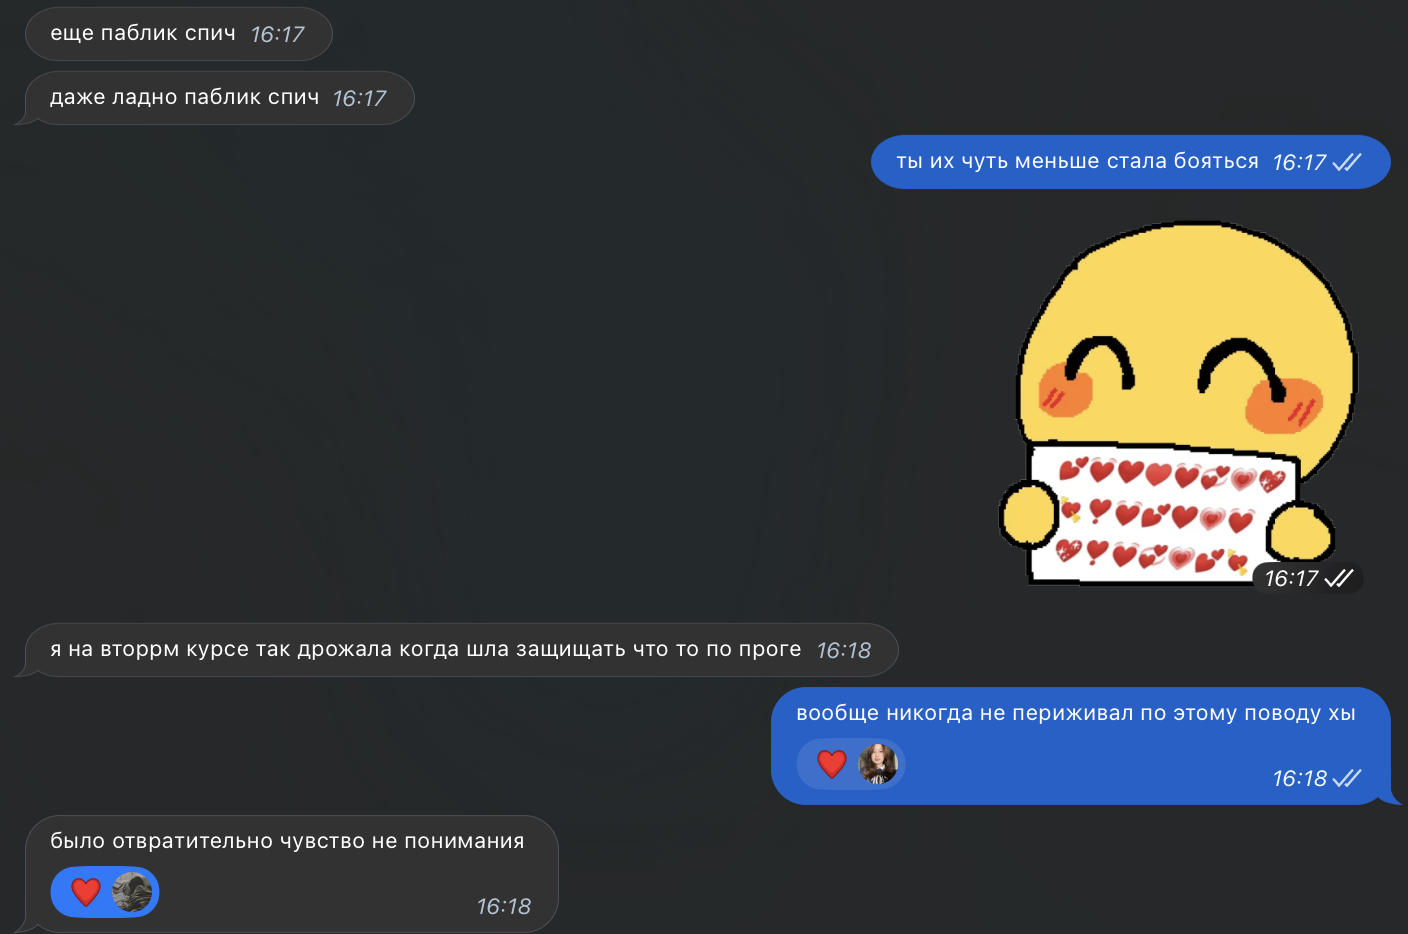 еще паблик спич 16:17
даже ладно паблик спич 16:17
ты их чуть меньше стала бояться 16:17
16:17
я на вторрм курсе так дрожала когда шла защищать что то по проге 16:18
вообще никогда не периживал по этому поводу хы
16:18
было отвратительно чувство не понимания
16:18